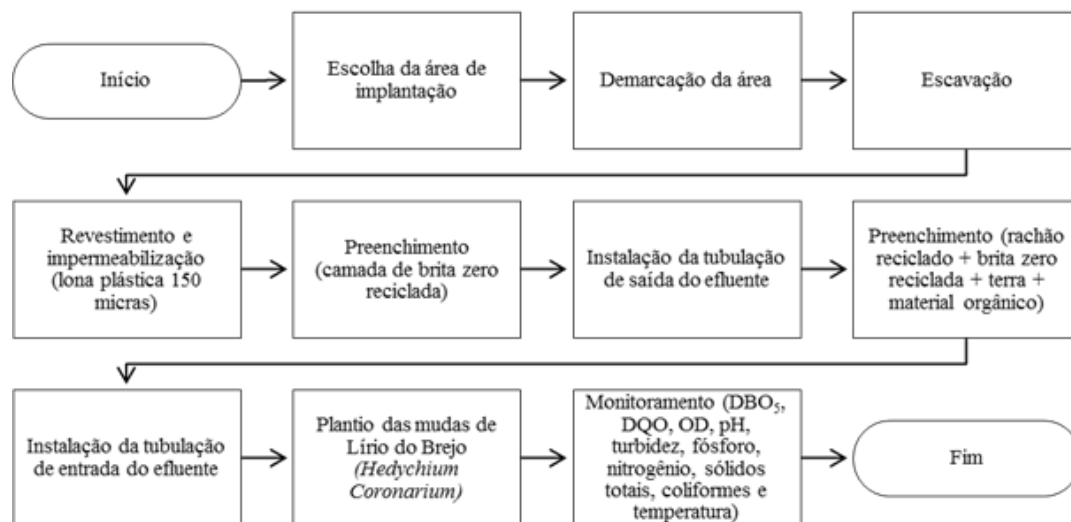 Início
Escolha da área de
implantação
Demarcação da área
Escavação
Revestimento e
impermeabilização
(lona plástica 150
micras)
Preenchimento
(camada de brita zero
reciclada)
Instalação da tubulação
de saída do efluente
Preenchimento (rachão
reciclado + brita zero
reciclada + terra +
material orgânico)
Instalação da tubulação
de entrada do efluente
Plantio das mudas de
Lírio do Brejo
(Hedychium
Coronarium)
Monitoramento (DBO₅,
DQO, OD, pH,
turbidez, fósforo,
nitrogênio, sólidos
totais, coliformes e
temperatura)
Fim